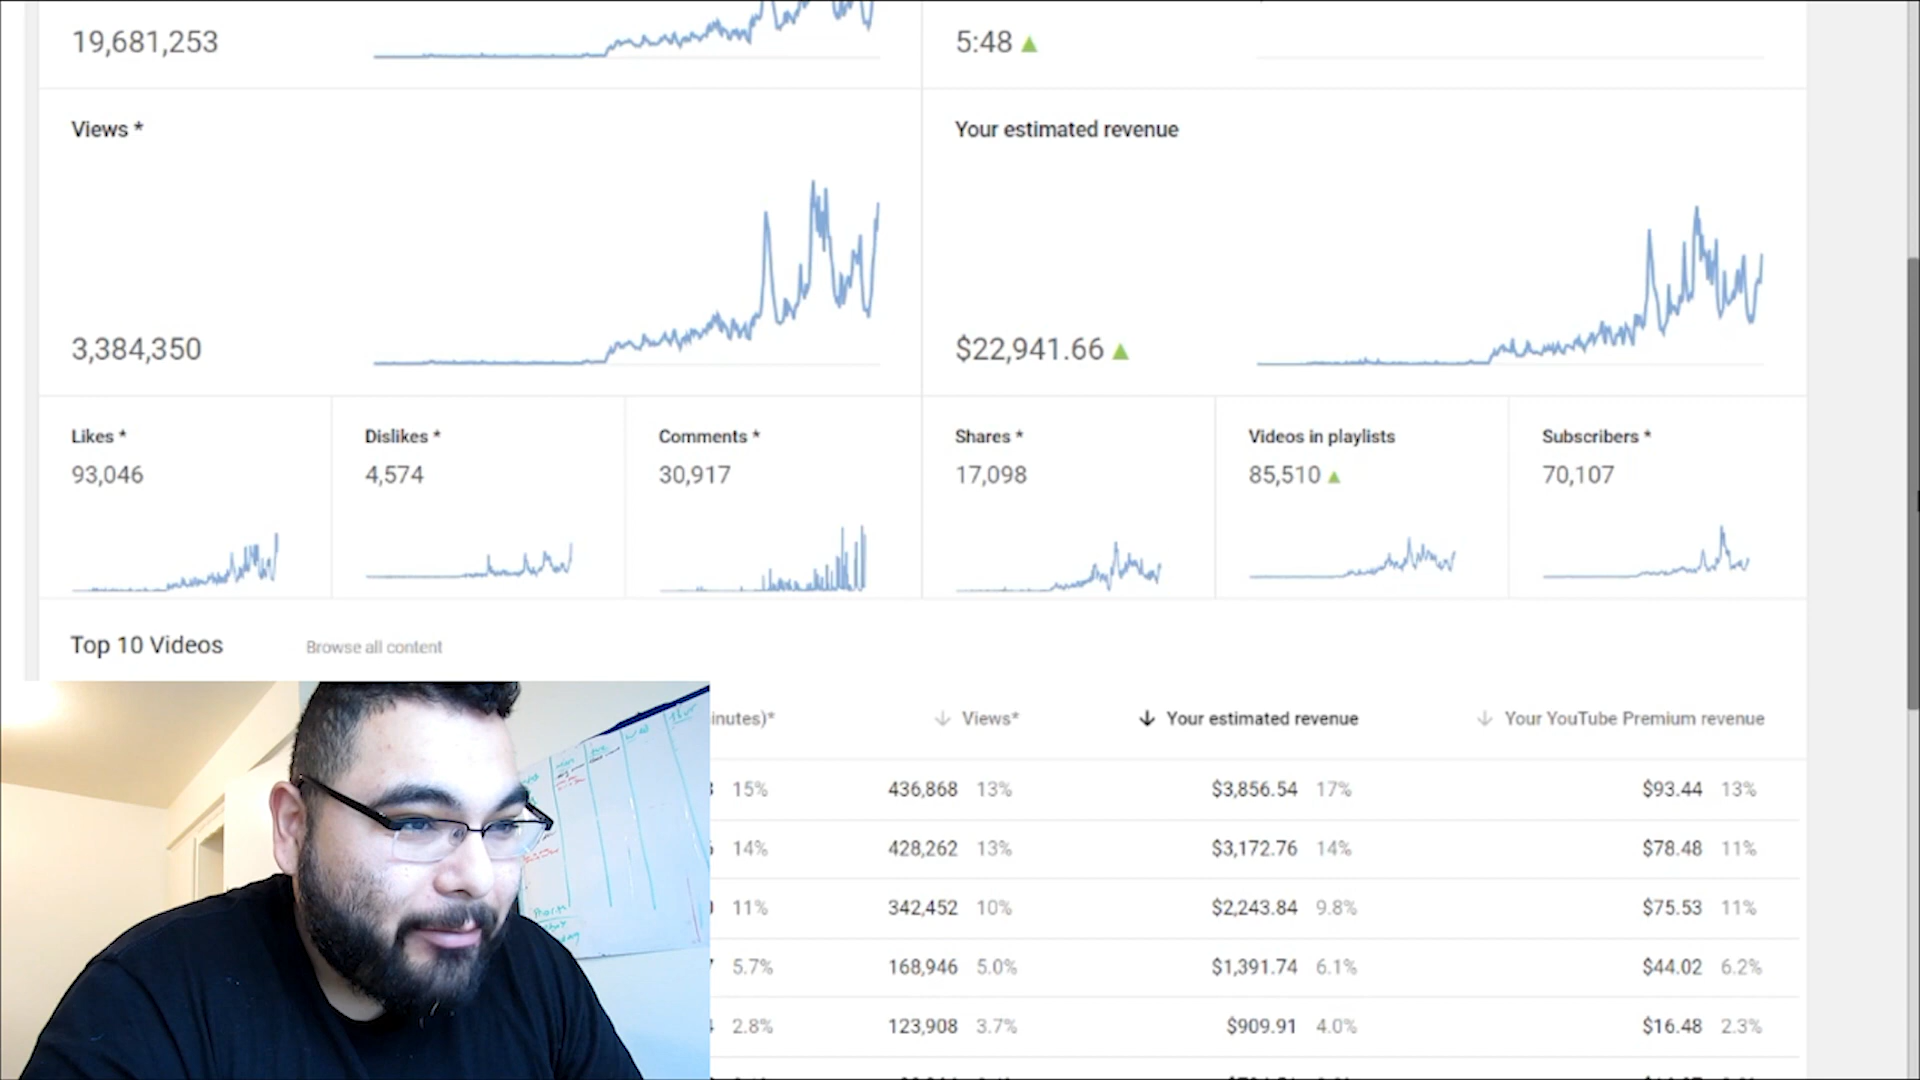 19,681,253
5:48
Views *
Your estimated revenue
3,384,350
$22,941.66
Likes *
Dislikes *
Comments *
Shares *
Videos in playlists
Subscribers *
93,046
4,574
30,917
17,098
85,510
70,107
Top 10 Videos
Browse all content
inutes)*
Views*
Your estimated revenue
Your YouTube Premium revenue
15%
436,868 13%
$3,856.54 17%
$93.44 13%
14%
428,262 13%
$3,172.76 14%
$78.48 11%
11%
342,452 10%
$2,243.84 9.8%
$75.53 11%
5.7%
168,946 5.0%
$1,391.74 6.1%
$44.02 6.2%
2.8%
123,908 3.7%
$909.91 4.0%
$16.48 2.3%